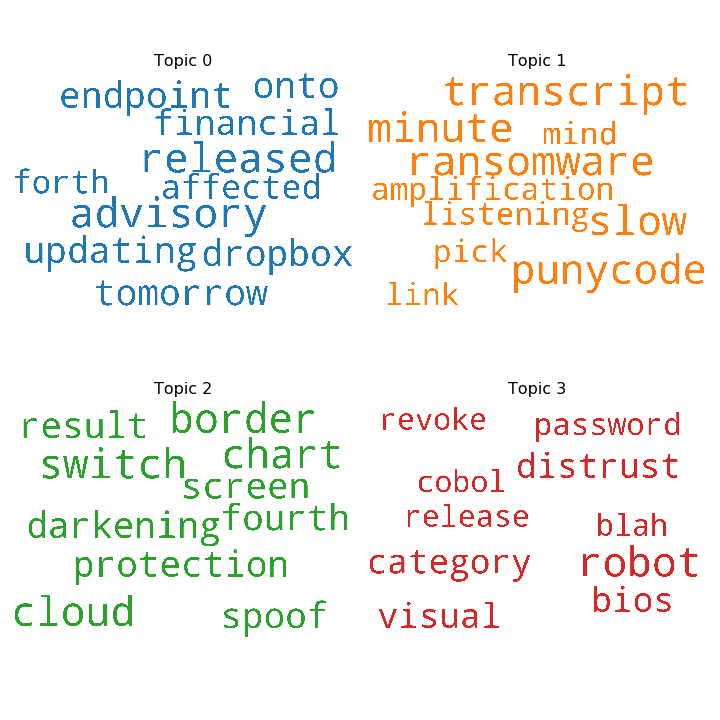 Topic 0
endpoint onto
financial
released
forth affected
advisory
updating dropbox
tomorrow
Topic 1
transcript
minute mind
ransomware
amplification
listening slow
pick punycode
link
Topic 2
result border
switch chart
screen
darkening fourth
protection
cloud spoof
Topic 3
revoke password
cobol distrust
release blah
category robot
visual bios